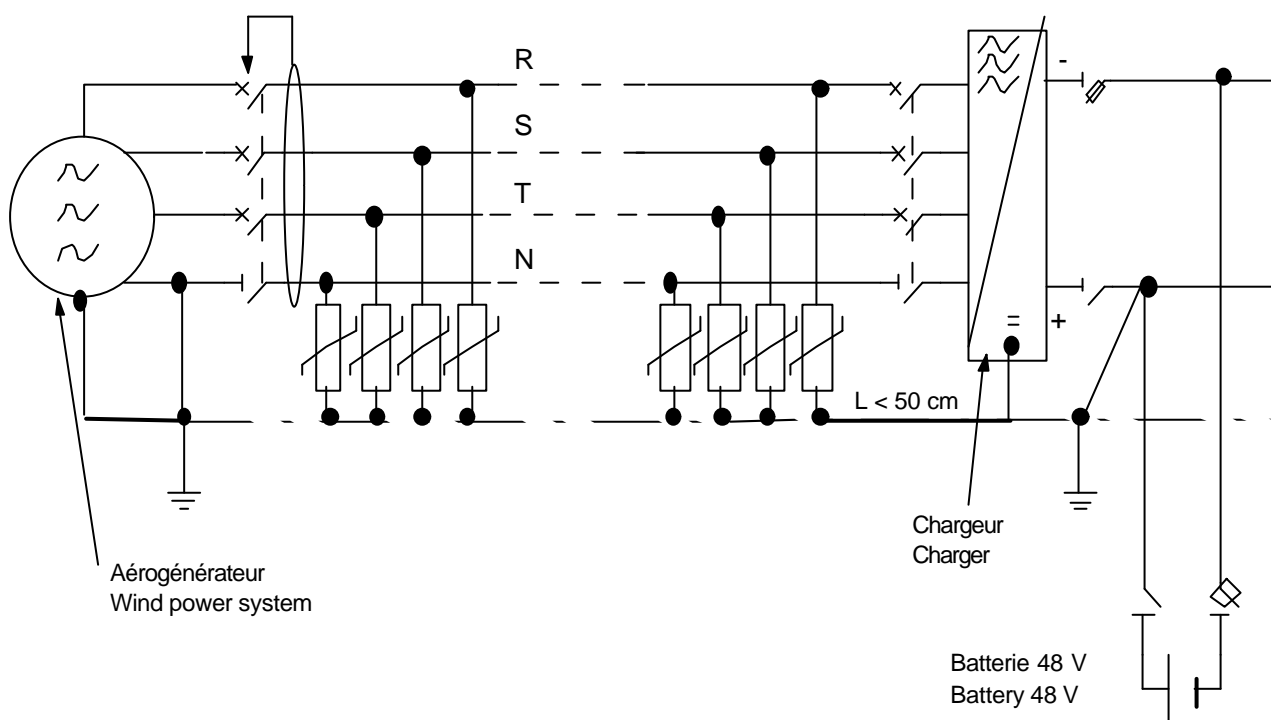 R
-
S
T
N
=
+
L < 50 cm
Chargeur
Charger
Aérogénérateur
Wind power system
Batterie 48 V
Battery 48 V